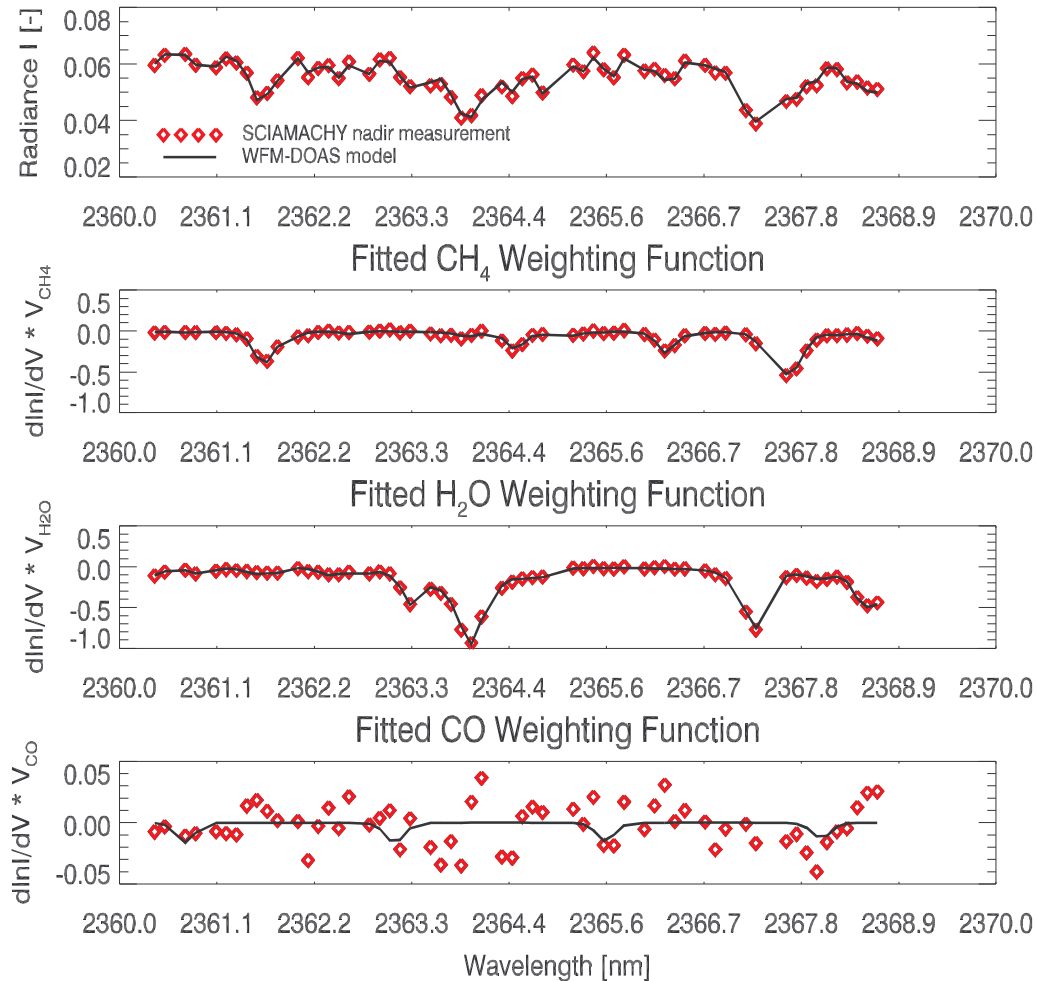 Radiance I [-]
0.08
0.06
0.04
0.02
SCIAMACHY nadir measurement
WFM-DOAS model
2360.0 2361.1 2362.2 2363.3 2364.4 2365.6 2366.7 2367.8 2368.9 2370.0
Fitted CH4 Weighting Function
dlnI/dV * VCH4
0.5
0.0
-0.5
-1.0
2360.0 2361.1 2362.2 2363.3 2364.4 2365.6 2366.7 2367.8 2368.9 2370.0
Fitted H2O Weighting Function
dlnI/dV * VH2O
0.5
0.0
-0.5
-1.0
2360.0 2361.1 2362.2 2363.3 2364.4 2365.6 2366.7 2367.8 2368.9 2370.0
Fitted CO Weighting Function
dlnI/dV * VCO
0.05
0.00
-0.05
2360.0 2361.1 2362.2 2363.3 2364.4 2365.6 2366.7 2367.8 2368.9 2370.0
Wavelength [nm]